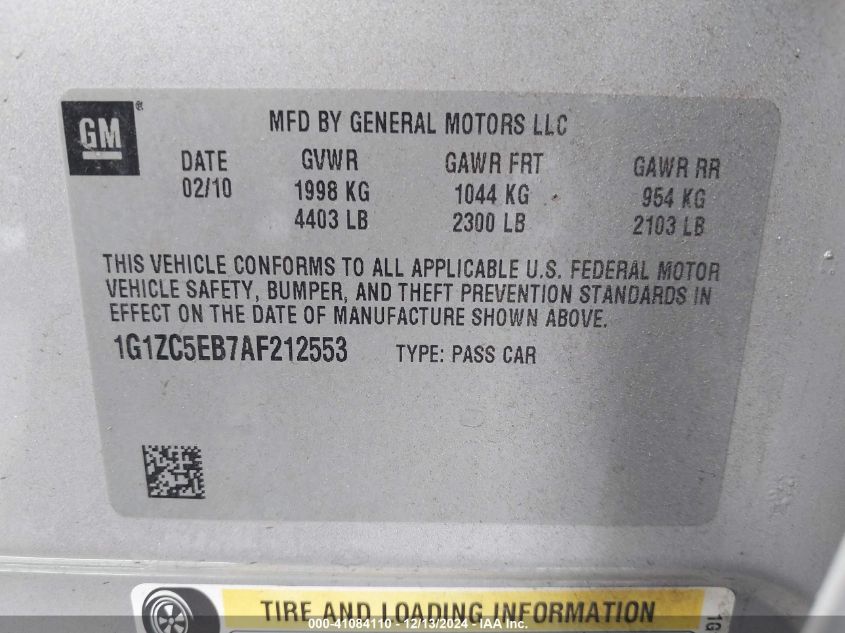 GM ®
MFD BY GENERAL MOTORS LLC
DATE GVWR GAWR FRT GAWR RR
02/10 1998 KG 1044 KG 954 KG
4403 LB 2300 LB 2103 LB
THIS VEHICLE CONFORMS TO ALL APPLICABLE U.S. FEDERAL MOTOR
VEHICLE SAFETY, BUMPER, AND THEFT PREVENTION STANDARDS IN
EFFECT ON THE DATE OF MANUFACTURE SHOWN ABOVE.
1G1ZC5EB7AF212553 TYPE: PASS CAR
TIRE AND LOADING INFORMATION
1G
000-41084110 - 12/13/2024 - IAA Inc.